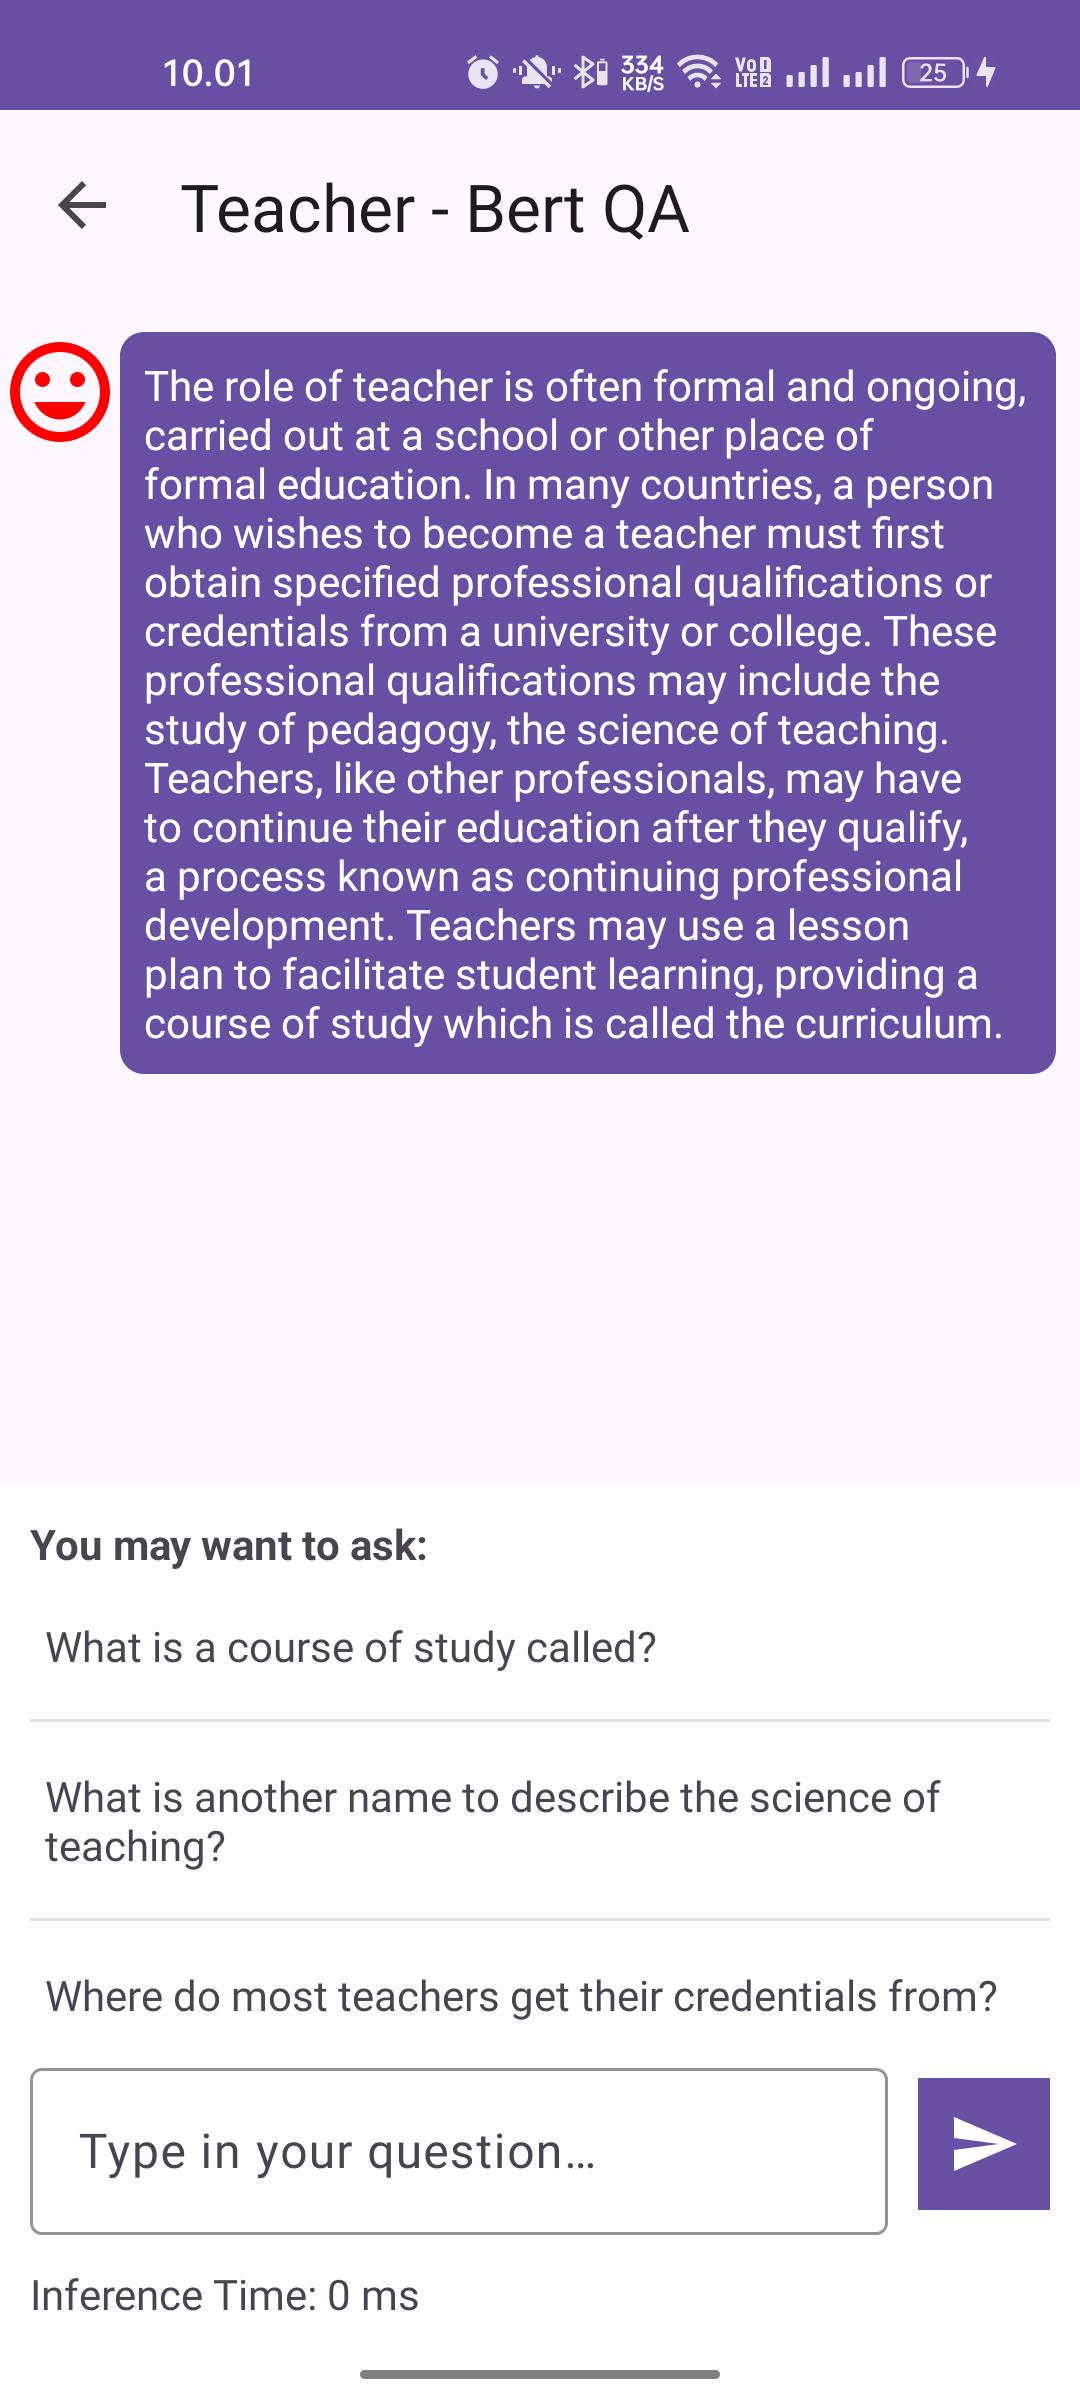 10.01
334
KB/S
Vo 1
LTE 2
25
Teacher - Bert QA
The role of teacher is often formal and ongoing,
carried out at a school or other place of
formal education. In many countries, a person
who wishes to become a teacher must first
obtain specified professional qualifications or
credentials from a university or college. These
professional qualifications may include the
study of pedagogy, the science of teaching.
Teachers, like other professionals, may have
to continue their education after they qualify,
a process known as continuing professional
development. Teachers may use a lesson
plan to facilitate student learning, providing a
course of study which is called the curriculum.
You may want to ask:
What is a course of study called?
What is another name to describe the science of
teaching?
Where do most teachers get their credentials from?
Type in your question...
Inference Time: 0 ms